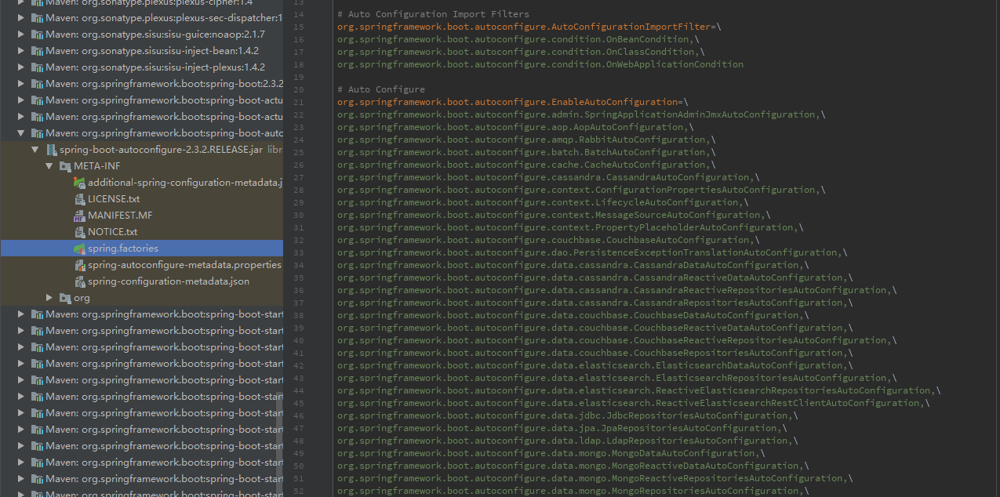 Maven: org.sonatype.plexus:plexus-cipher:1.4
Maven: org.sonatype.plexus:plexus-sec-dispatcher:1
Maven: org.sonatype.sisu:sisu-guice:noaop:2.1.7
Maven: org.sonatype.sisu:sisu-inject-bean:1.4.2
Maven: org.sonatype.sisu:sisu-inject-plexus:1.4.2
Maven: org.springframework.boot:spring-boot:2.3.2
Maven: org.springframework.boot:spring-boot-actu
Maven: org.springframework.boot:spring-boot-actu
Maven: org.springframework.boot:spring-boot-auto
spring-boot-autoconfigure-2.3.2.RELEASE.jar libr
META-INF
additional-spring-configuration-metadata.j
LICENSE.txt
MANIFEST.MF
NOTICE.txt
spring.factories
spring-autoconfigure-metadata.properties
spring-configuration-metadata.json
org
Maven: org.springframework.boot:spring-boot-start
Maven: org.springframework.boot:spring-boot-start
Maven: org.springframework.boot:spring-boot-start
Maven: org.springframework.boot:spring-boot-start
Maven: org.springframework.boot:spring-boot-start
Maven: org.springframework.boot:spring-boot-start
Maven: org.springframework.boot:spring-boot-start
Maven: org.springframework.boot:spring-boot-start
Maven: org.springframework.boot:spring-boot-start
Maven: org.springframework.boot:spring-boot-start
Maven: org.springframework.boot:spring-boot-start
Maven: org.springframework.boot:spring-boot-start
13
14 # Auto Configuration Import Filters
15 org.springframework.boot.autoconfigure.AutoConfigurationImportFilter=\
16 org.springframework.boot.autoconfigure.condition.OnBeanCondition,\
17 org.springframework.boot.autoconfigure.condition.OnClassCondition,\
18 org.springframework.boot.autoconfigure.condition.OnWebApplicationCondition
19
20 # Auto Configure
21 org.springframework.boot.autoconfigure.EnableAutoConfiguration=\
22 org.springframework.boot.autoconfigure.admin.SpringApplicationAdminJmxAutoConfiguration,\
23 org.springframework.boot.autoconfigure.aop.AopAutoConfiguration,\
24 org.springframework.boot.autoconfigure.amqp.RabbitAutoConfiguration,\
25 org.springframework.boot.autoconfigure.batch.BatchAutoConfiguration,\
26 org.springframework.boot.autoconfigure.cache.CacheAutoConfiguration,\
27 org.springframework.boot.autoconfigure.cassandra.CassandraAutoConfiguration,\
28 org.springframework.boot.autoconfigure.context.ConfigurationPropertiesAutoConfiguration,\
29 org.springframework.boot.autoconfigure.context.LifecycleAutoConfiguration,\
30 org.springframework.boot.autoconfigure.context.MessageSourceAutoConfiguration,\
31 org.springframework.boot.autoconfigure.context.PropertyPlaceholderAutoConfiguration,\
32 org.springframework.boot.autoconfigure.couchbase.CouchbaseAutoConfiguration,\
33 org.springframework.boot.autoconfigure.dao.PersistenceExceptionTranslationAutoConfiguration,\
34 org.springframework.boot.autoconfigure.data.cassandra.CassandraDataAutoConfiguration,\
35 org.springframework.boot.autoconfigure.data.cassandra.CassandraReactiveDataAutoConfiguration,\
36 org.springframework.boot.autoconfigure.data.cassandra.CassandraReactiveRepositoriesAutoConfiguration,\
37 org.springframework.boot.autoconfigure.data.cassandra.CassandraRepositoriesAutoConfiguration,\
38 org.springframework.boot.autoconfigure.data.couchbase.CouchbaseDataAutoConfiguration,\
39 org.springframework.boot.autoconfigure.data.couchbase.CouchbaseReactiveDataAutoConfiguration,\
40 org.springframework.boot.autoconfigure.data.couchbase.CouchbaseReactiveRepositoriesAutoConfiguration,\
41 org.springframework.boot.autoconfigure.data.couchbase.CouchbaseRepositoriesAutoConfiguration,\
42 org.springframework.boot.autoconfigure.data.elasticsearch.ElasticsearchDataAutoConfiguration,\
43 org.springframework.boot.autoconfigure.data.elasticsearch.ElasticsearchRepositoriesAutoConfiguration,\
44 org.springframework.boot.autoconfigure.data.elasticsearch.ReactiveElasticsearchRepositoriesAutoConfiguration,\
45 org.springframework.boot.autoconfigure.data.elasticsearch.ReactiveElasticsearchRestClientAutoConfiguration,\
46 org.springframework.boot.autoconfigure.data.jdbc.JdbcRepositoriesAutoConfiguration,\
47 org.springframework.boot.autoconfigure.data.jpa.JpaRepositoriesAutoConfiguration,\
48 org.springframework.boot.autoconfigure.data.ldap.LdapRepositoriesAutoConfiguration,\
49 org.springframework.boot.autoconfigure.data.mongo.MongoDataAutoConfiguration,\
50 org.springframework.boot.autoconfigure.data.mongo.MongoReactiveDataAutoConfiguration,\
51 org.springframework.boot.autoconfigure.data.mongo.MongoReactiveRepositoriesAutoConfiguration,\
52 org.springframework.boot.autoconfigure.data.mongo.MongoRepositoriesAutoConfiguration,\